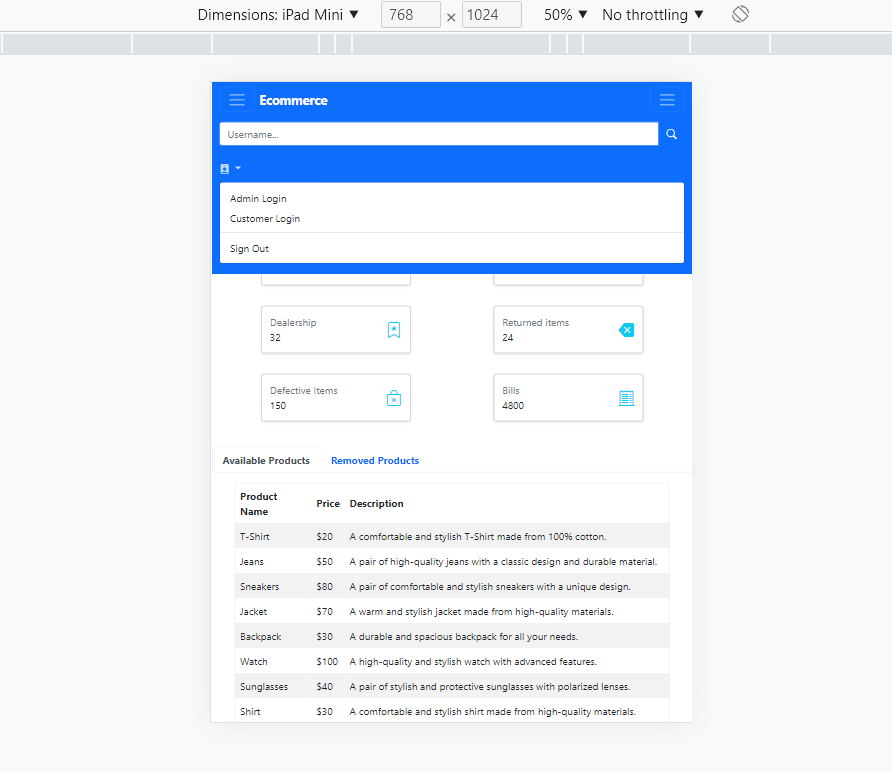 Dimensions: iPad Mini ▼ 768 × 1024 50% ▼ No throttling ▼
Ecommerce
Username...
Admin Login
Customer Login
Sign Out
Dealership
32
Returned items
24
Defective Items
150
Bills
4800
Available Products Removed Products
Product Name Price Description
T-Shirt $20 A comfortable and stylish T-Shirt made from 100% cotton.
Jeans $50 A pair of high-quality jeans with a classic design and durable material.
Sneakers $80 A pair of comfortable and stylish sneakers with a unique design.
Jacket $70 A warm and stylish jacket made from high-quality materials.
Backpack $30 A durable and spacious backpack for all your needs.
Watch $100 A high-quality and stylish watch with advanced features.
Sunglasses $40 A pair of stylish and protective sunglasses with polarized lenses.
Shirt $30 A comfortable and stylish shirt made from high-quality materials.